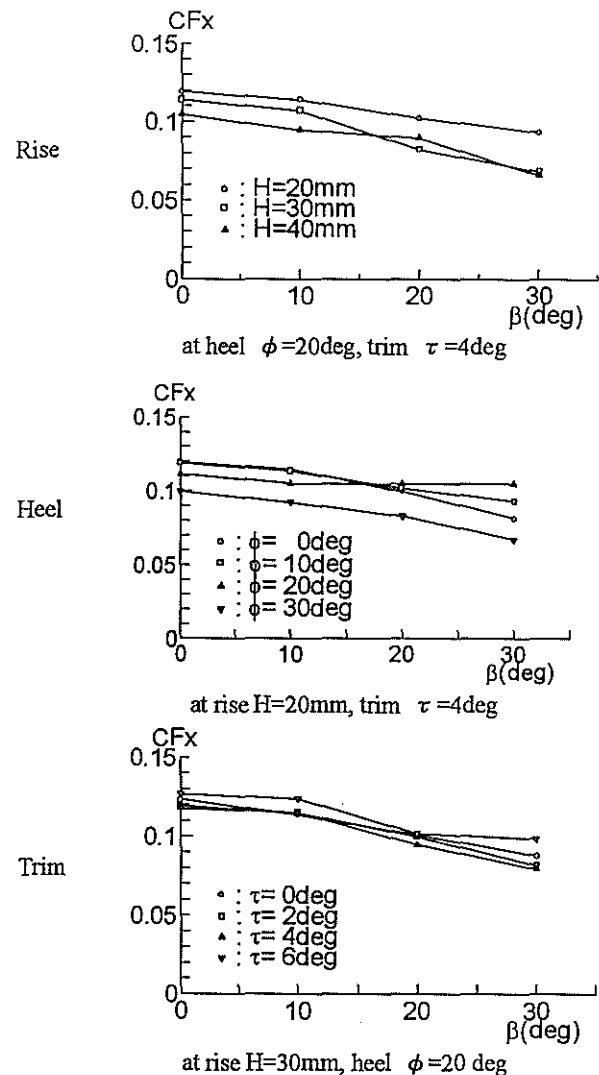 CFx
0.15
0.1
0.05
0
Rise
: H=20mm
: H=30mm
: H=40mm
0 10 20 30
β(deg)
at heel ϕ=20deg, trim τ=4deg
CFx
0.15
0.1
0.05
0
Heel
: ϕ= 0deg
: ϕ= 10deg
: ϕ= 20deg
: ϕ= 30deg
0 10 20 30
β(deg)
at rise H=20mm, trim τ=4deg
CFx
0.15
0.1
0.05
0
Trim
: τ= 0deg
: τ= 2deg
: τ= 4deg
: τ= 6deg
0 10 20 30
β(deg)
at rise H=30mm, heel ϕ=20 deg